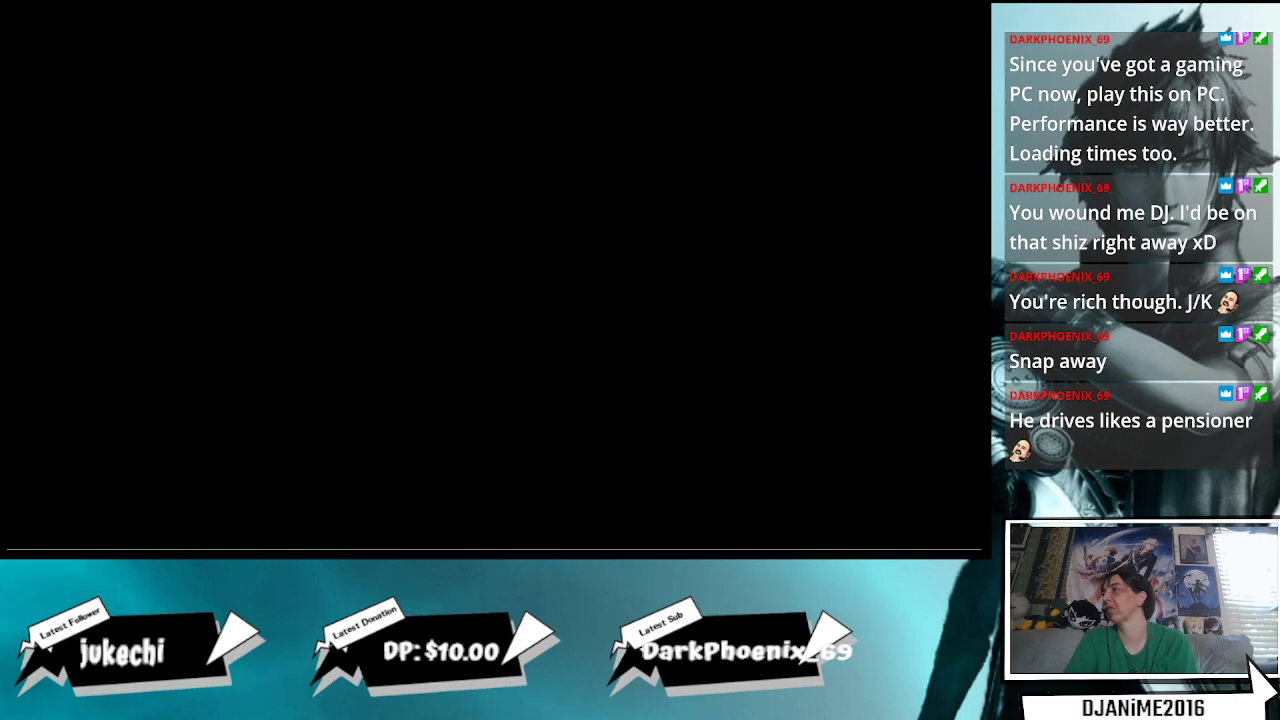 DARKPHOENIX_69
Since you've got a gaming
PC now, play this on PC.
Performance is way better.
Loading times too.
DARKPHOENIX_69
You wound me DJ. I'd be on
that shiz right away xD
DARKPHOENIX_69
You're rich though. J/K
DARKPHOENIX_69
Snap away
DARKPHOENIX_69
He drives likes a pensioner
Latest Follower
jukechi
Latest Donation
DP: $10.00
Latest Sub
DarkPhoenix_69
DJANiME2016